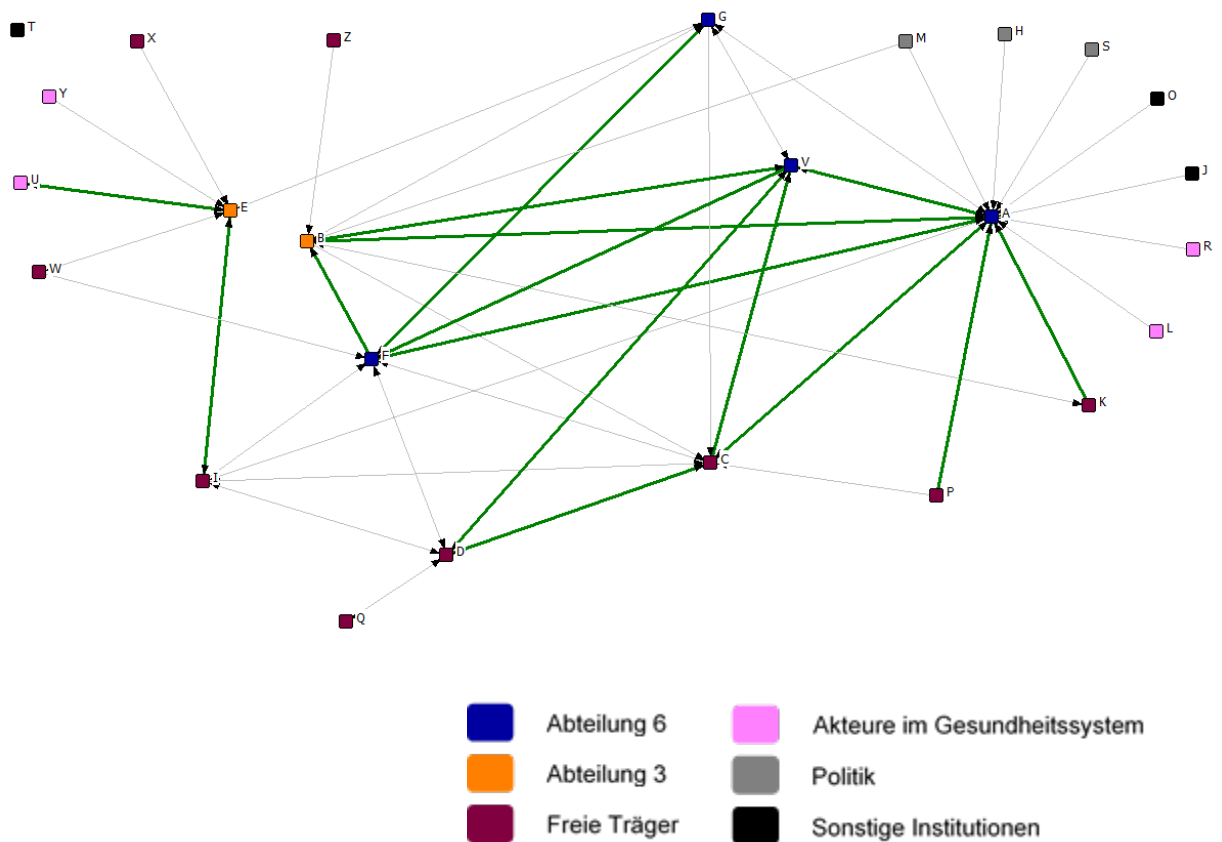 G
T
X
Z
M
H
S
Y
O
V
J
U
E
A
B
R
W
L
F
K
C
I
P
D
Q
Abteilung 6
Akteure im Gesundheitssystem
Abteilung 3
Politik
Freie Träger
Sonstige Institutionen